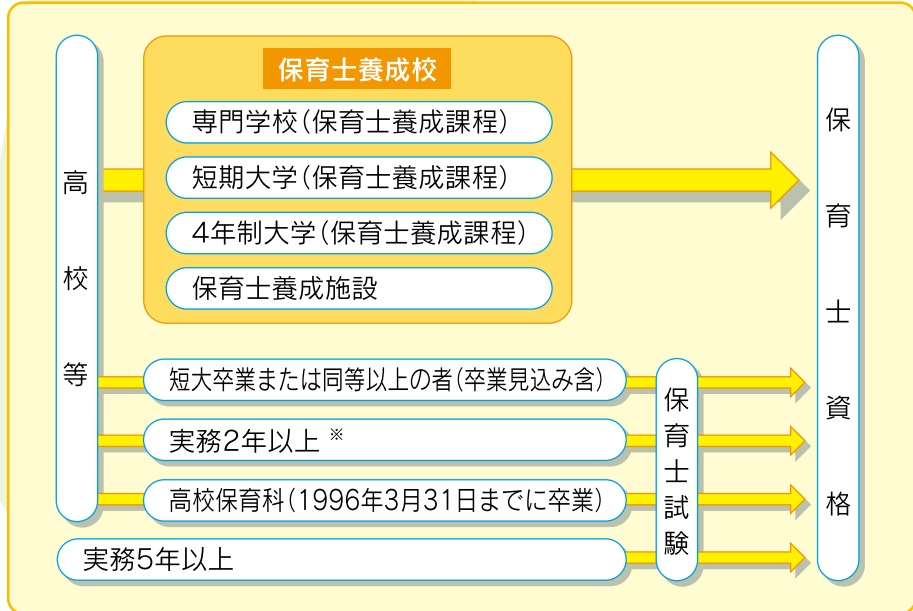 高校等
保育士養成校
専門学校(保育士養成課程)
短期大学(保育士養成課程)
4年制大学(保育士養成課程)
保育士養成施設
短大卒業または同等以上の者(卒業見込み含)
実務2年以上 ※
高校保育科(1996年3月31日までに卒業)
実務5年以上
保育士試験
保育士資格